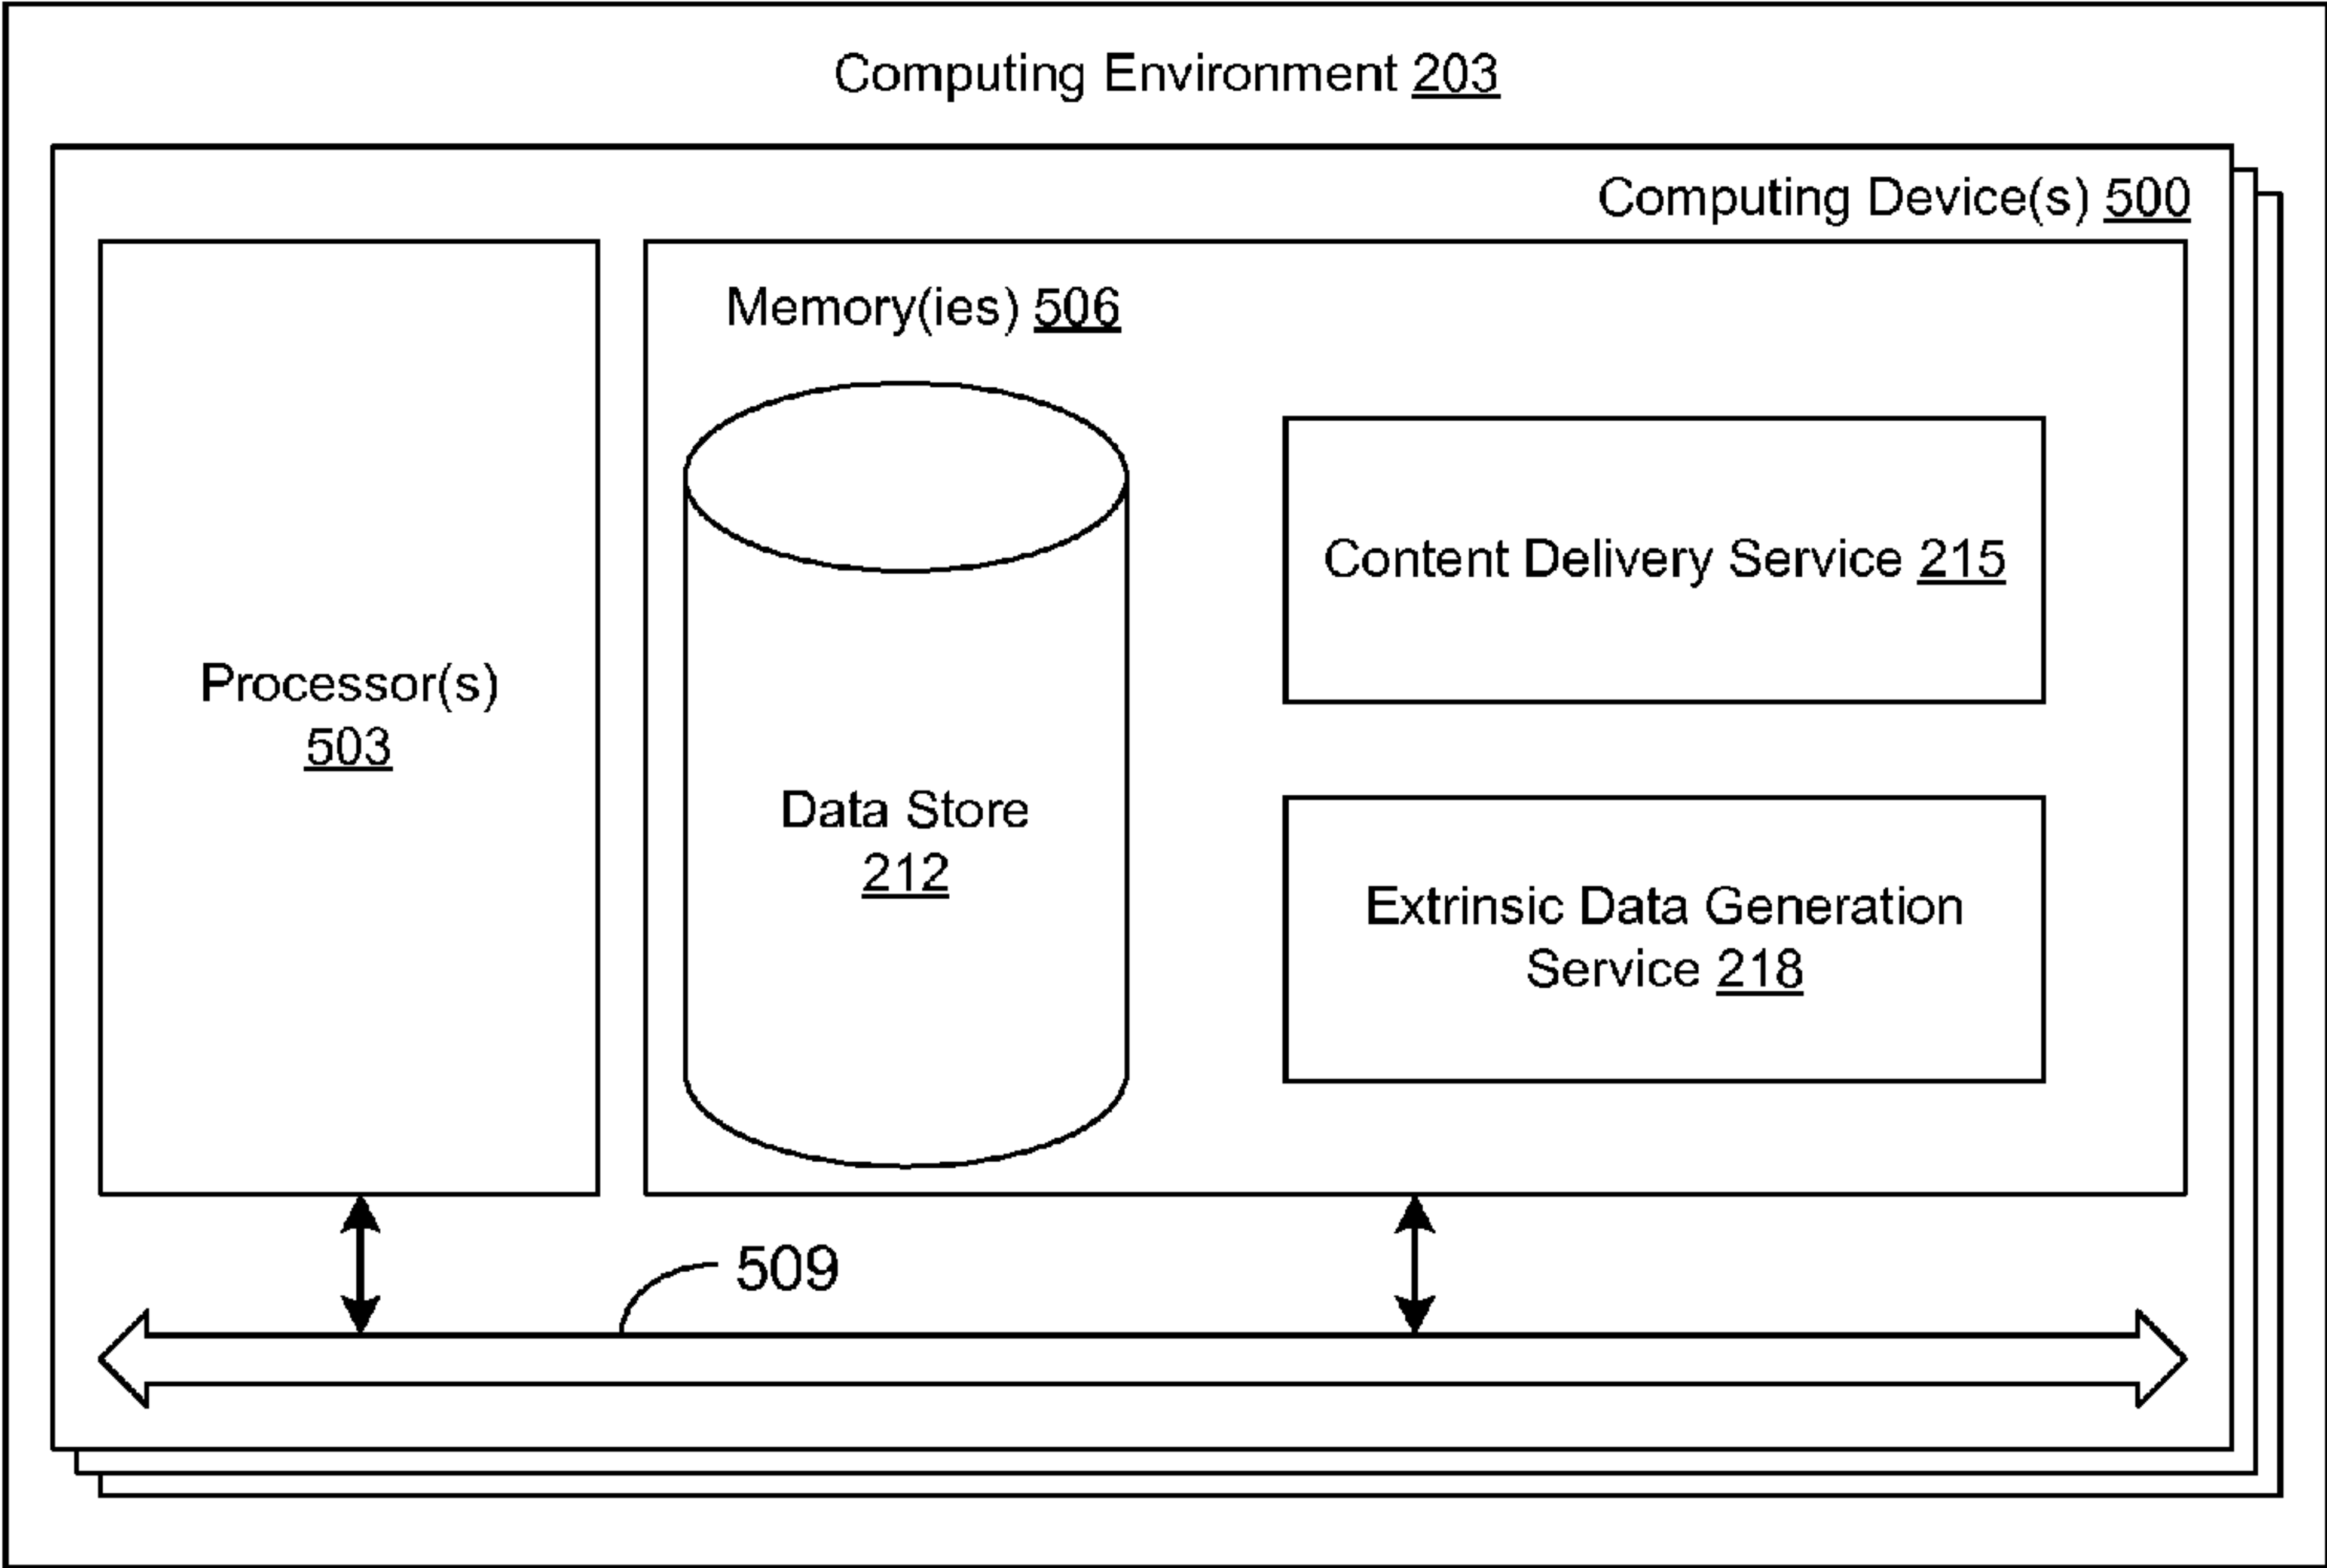 Computing Environment 203
Computing Device(s) 500
Memory(ies) 506
Content Delivery Service 215
Processor(s)
503
Data Store
212
Extrinsic Data Generation
Service 218
509